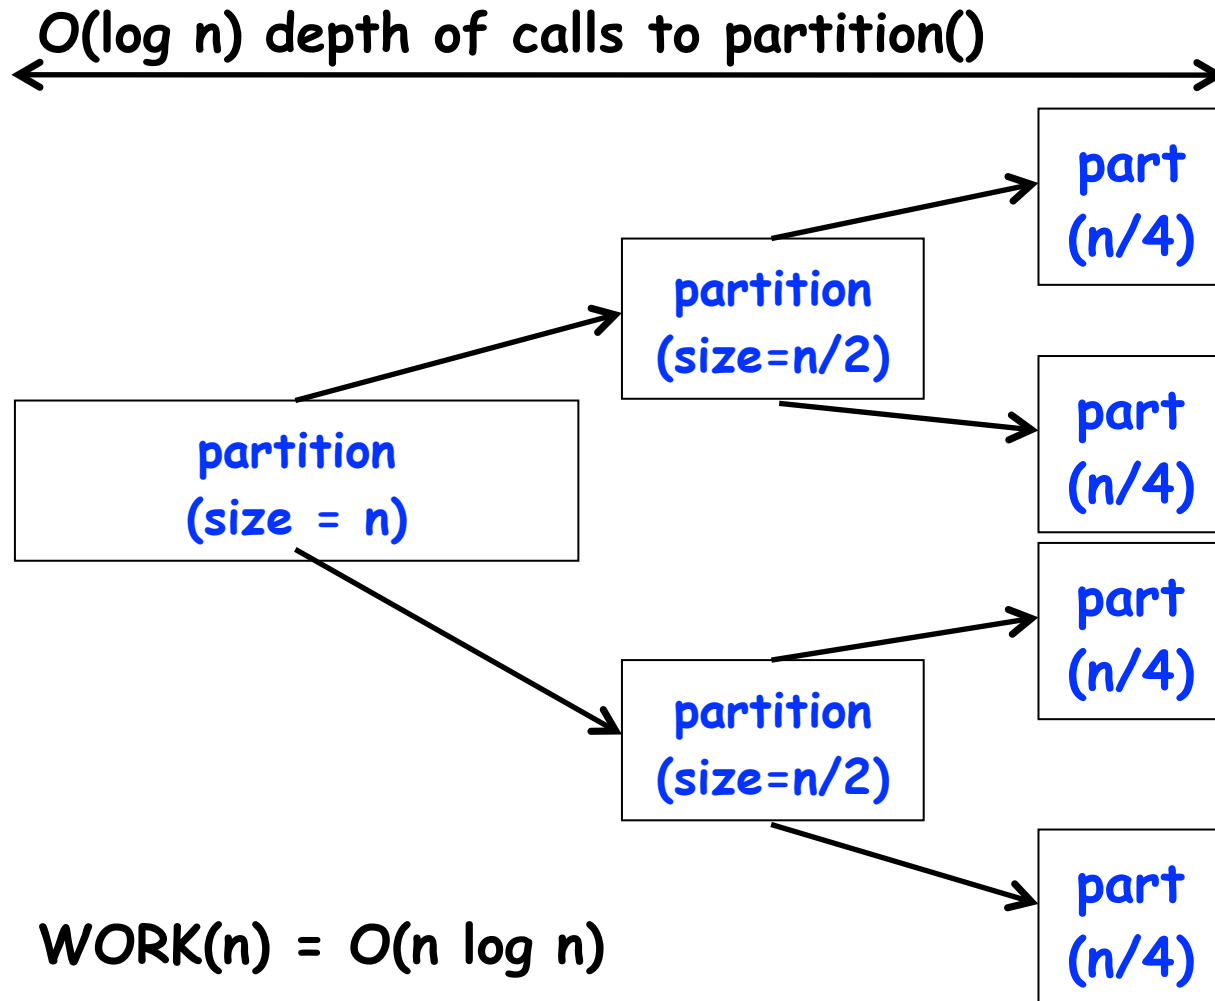 O(log n) depth of calls to partition()
part
(n/4)
partition
(size=n/2)
part
(n/4)
partition
(size = n)
part
(n/4)
partition
(size=n/2)
part
(n/4)
WORK(n) = O(n log n)